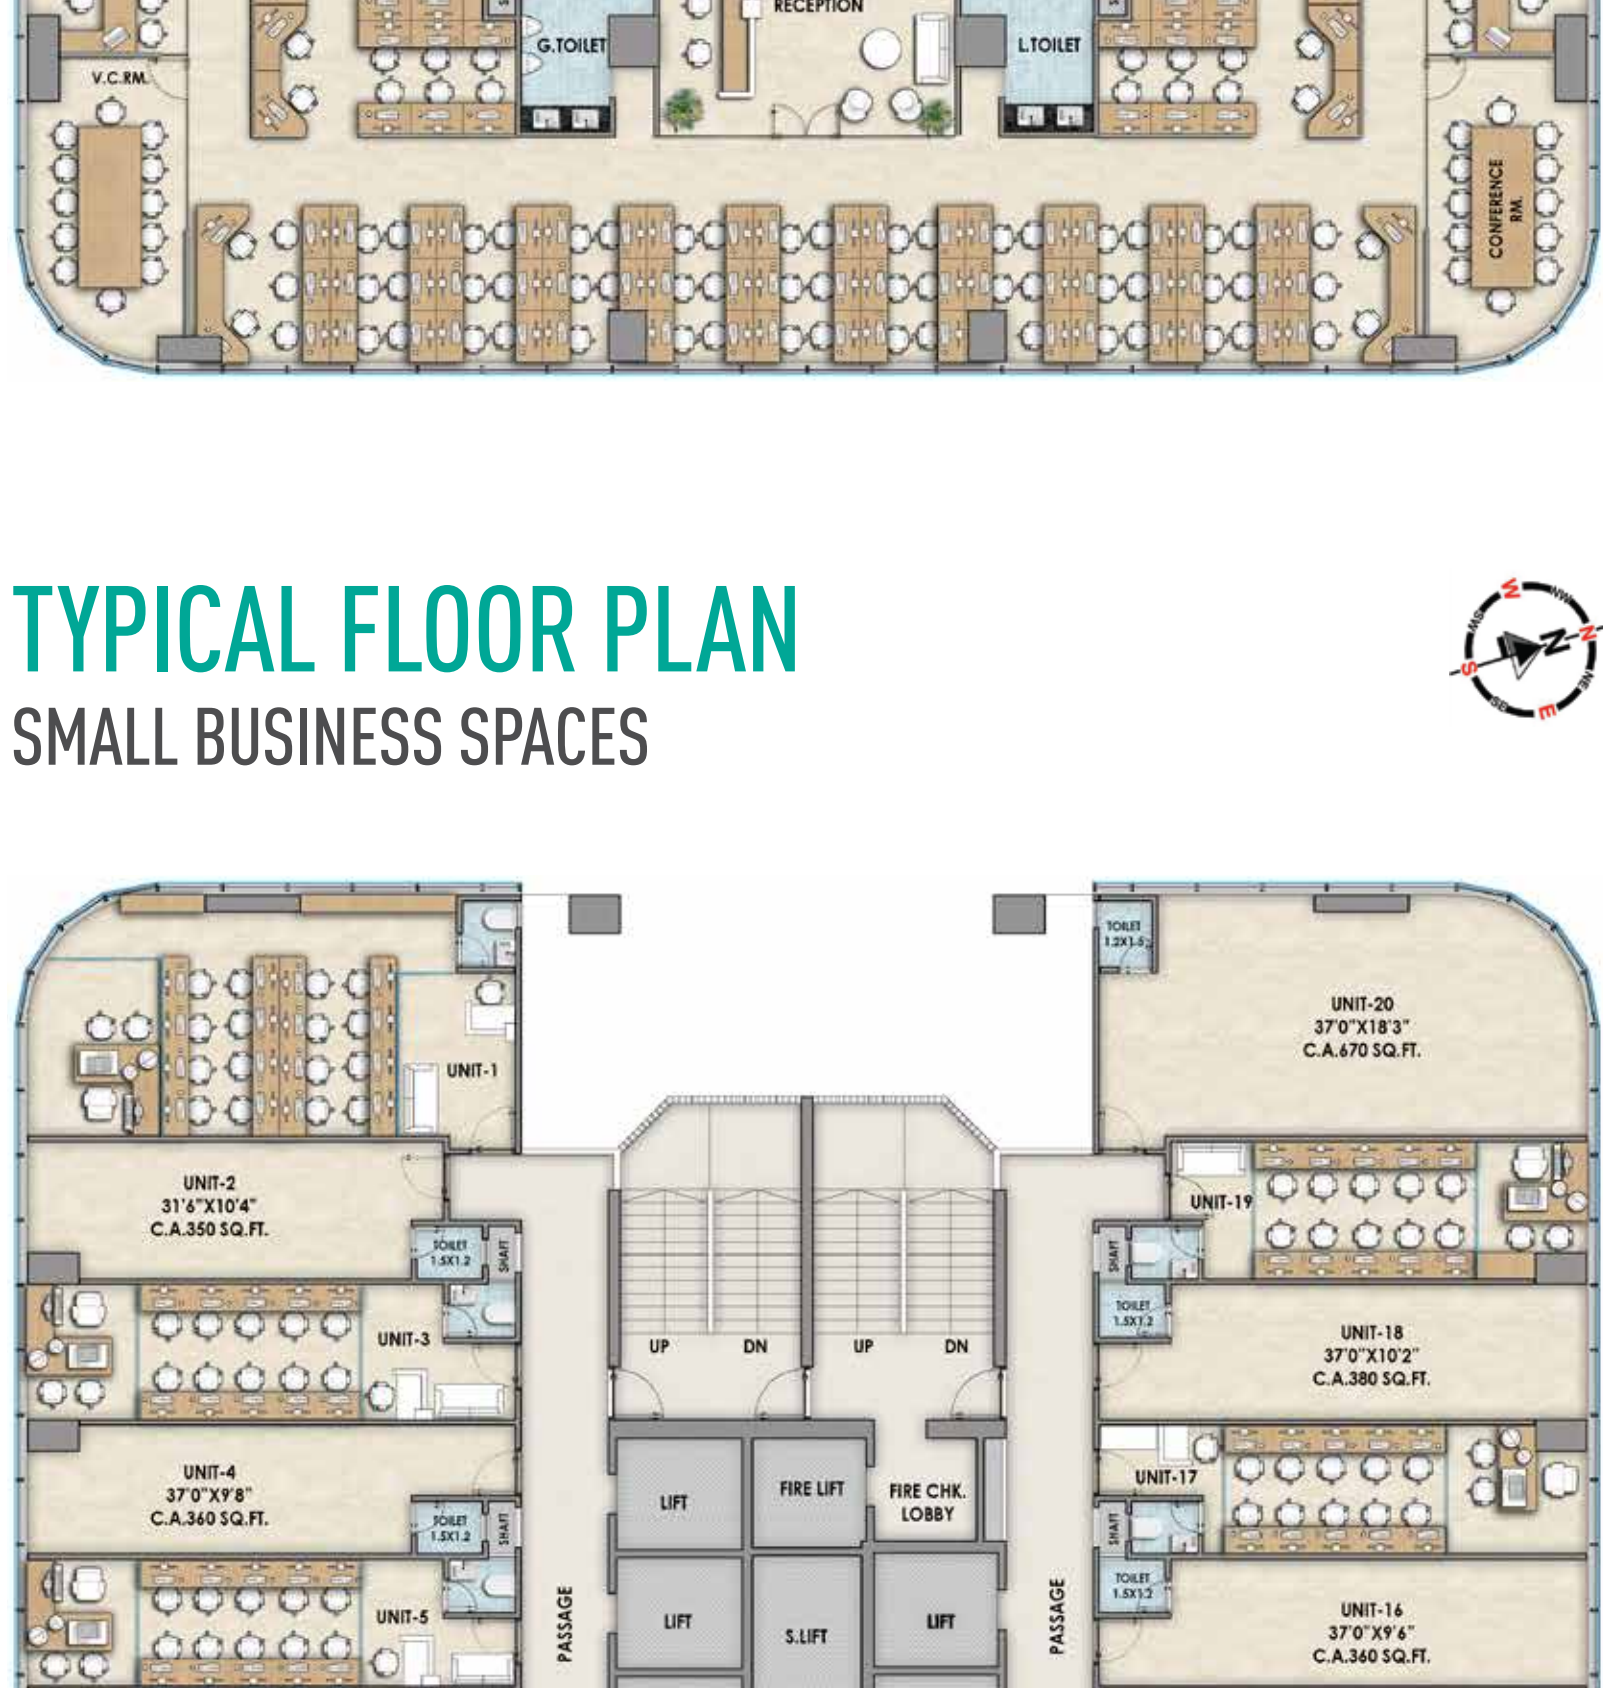 RECEPTION
G.TOILET
L.TOILET
V.C.RM.
CONFERENCE
RM.
TYPICAL FLOOR PLAN
SMALL BUSINESS SPACES
W
NW
N
NE
E
SE
S
SW
N
TOILET
1.2X1.5
UNIT-20
37'0"X18'3"
C.A.670 SQ.FT.
UNIT-1
UNIT-2
31'6"X10'4"
C.A.350 SQ.FT.
TOILET
1.5X1.2
SHAFT
UNIT-19
SHAFT
TOILET
1.5X1.2
UNIT-3
UP
DN
UP
DN
UNIT-18
37'0"X10'2"
C.A.380 SQ.FT.
UNIT-4
37'0"X9'8"
C.A.360 SQ.FT.
TOILET
1.5X1.2
SHAFT
LIFT
FIRE LIFT
FIRE CHK.
LOBBY
UNIT-17
SHAFT
TOILET
1.5X1.2
UNIT-5
PASSAGE
LIFT
S.LIFT
LIFT
PASSAGE
UNIT-16
37'0"X9'6"
C.A.360 SQ.FT.